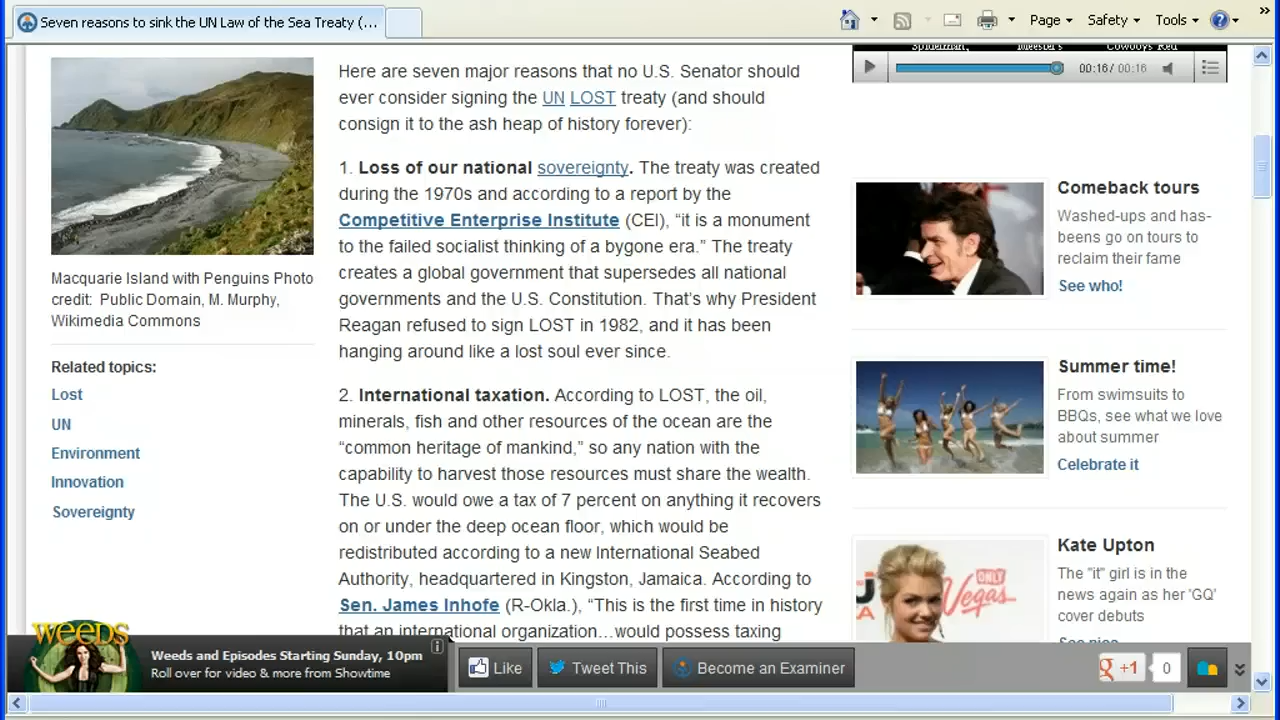 Seven reasons to sink the UN Law of the Sea Treaty (...
Page
Safety
Tools
Here are seven major reasons that no U.S. Senator should
ever consider signing the UN LOST treaty (and should
consign it to the ash heap of history forever):
1. Loss of our national sovereignty. The treaty was created
during the 1970s and according to a report by the
Competitive Enterprise Institute (CEI), “it is a monument
to the failed socialist thinking of a bygone era.” The treaty
creates a global government that supersedes all national
governments and the U.S. Constitution. That’s why President
Reagan refused to sign LOST in 1982, and it has been
hanging around like a lost soul ever since.
2. International taxation. According to LOST, the oil,
minerals, fish and other resources of the ocean are the
“common heritage of mankind,” so any nation with the
capability to harvest those resources must share the wealth.
The U.S. would owe a tax of 7 percent on anything it recovers
on or under the deep ocean floor, which would be
redistributed according to a new International Seabed
Authority, headquartered in Kingston, Jamaica. According to
Sen. James Inhofe (R-Okla.), “This is the first time in history
that an international organization…would possess taxing
Macquarie Island with Penguins Photo
credit: Public Domain, M. Murphy,
Wikimedia Commons
Related topics:
Lost
UN
Environment
Innovation
Sovereignty
Spiderman, Meester's Cowboys Red
00:16 / 00:16
Comeback tours
Washed-ups and has-
beens go on tours to
reclaim their fame
See who!
Summer time!
From swimsuits to
BBQs, see what we love
about summer
Celebrate it
Kate Upton
The "it" girl is in the
news again as her 'GQ'
cover debuts
See nice
ONLY
Vegas
weeds
Weeds and Episodes Starting Sunday, 10pm
Roll over for video & more from Showtime
Like
Tweet This
Become an Examiner
g +1
0